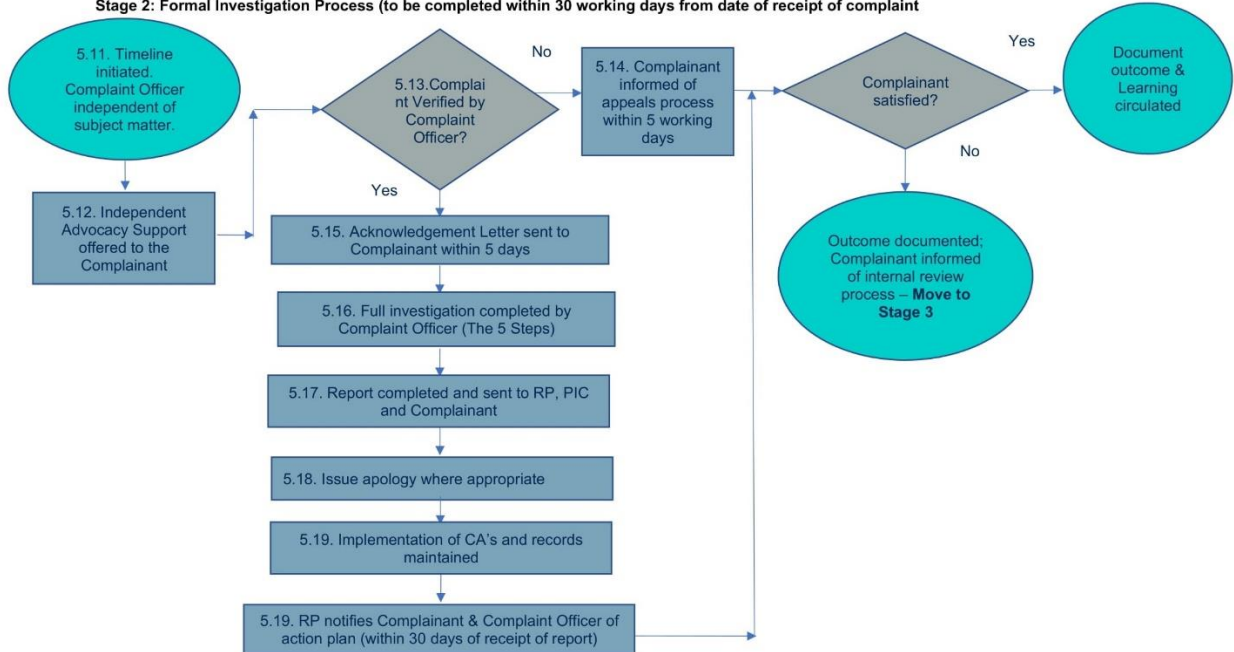 Stage 2: Formal Investigation Process (to be completed within 30 working days from date of receipt of complaint
5.11. Timeline
initiated.
Complaint Officer
independent of
subject matter.
5.12. Independent
Advocacy Support
offered to the
Complainant
5.13.Complai
nt Verified by
Complaint
Officer?
No
Yes
5.14. Complainant
informed of
appeals process
within 5 working
days
5.15. Acknowledgement Letter sent to
Complainant within 5 days
5.16. Full investigation completed by
Complaint Officer (The 5 Steps)
5.17. Report completed and sent to RP, PIC
and Complainant
5.18. Issue apology where appropriate
5.19. Implementation of CA's and records
maintained
5.19. RP notifies Complainant & Complaint Officer of
action plan (within 30 days of receipt of report)
Complainant
satisfied?
Yes
Document
outcome &
Learning
circulated
No
Outcome documented;
Complainant informed
of internal review
process – Move to
Stage 3